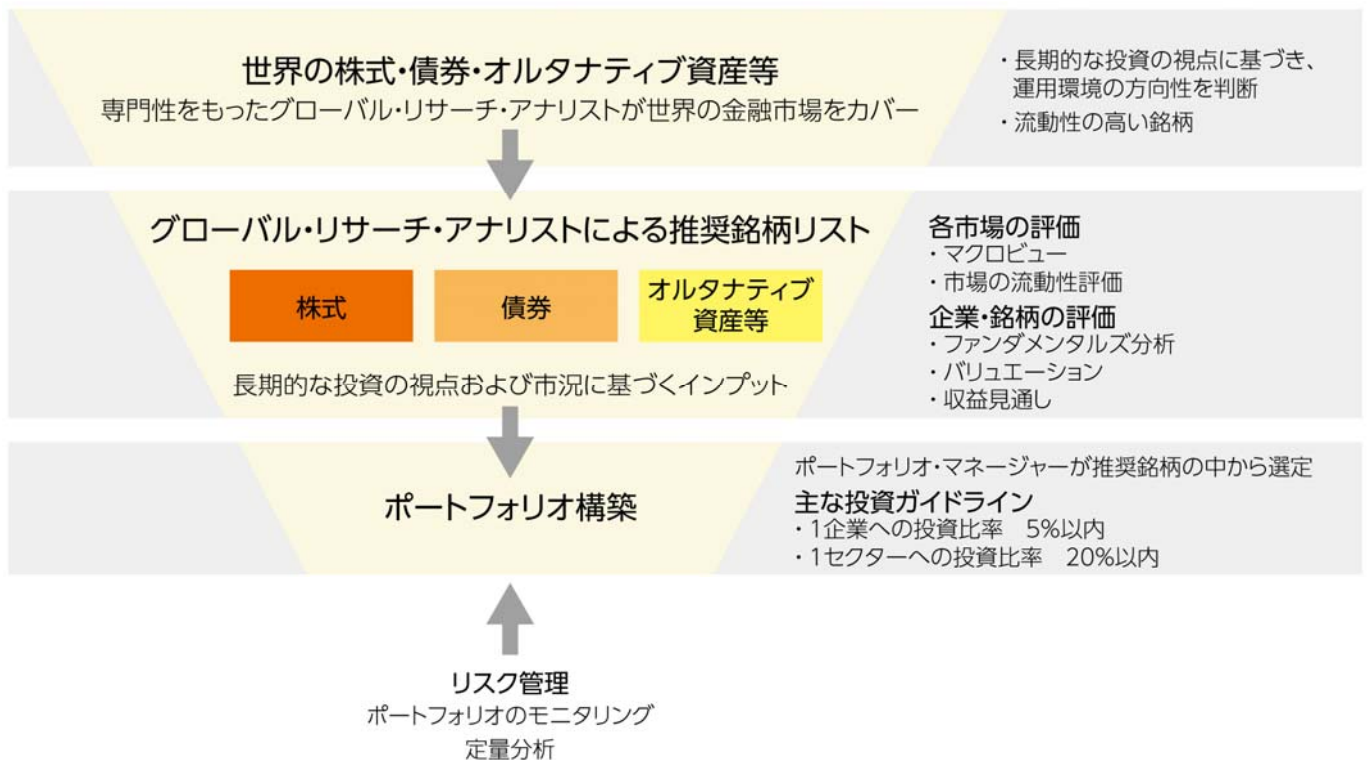 世界の株式・債券・オルタナティブ資産等
専門性をもったグローバル・リサーチ・アナリストが世界の金融市場をカバー
・長期的な投資の視点に基づき、
運用環境の方向性を判断
・流動性の高い銘柄
グローバル・リサーチ・アナリストによる推奨銘柄リスト
株式
債券
オルタナティブ
資産等
長期的な投資の視点および市況に基づくインプット
各市場の評価
・マクロビュー
・市場の流動性評価
企業・銘柄の評価
・ファンダメンタルズ分析
・バリュエーション
・収益見通し
ポートフォリオ構築
ポートフォリオ・マネージャーが推奨銘柄の中から選定
主な投資ガイドライン
・1企業への投資比率　5%以内
・1セクターへの投資比率　20%以内
リスク管理
ポートフォリオのモニタリング
定量分析